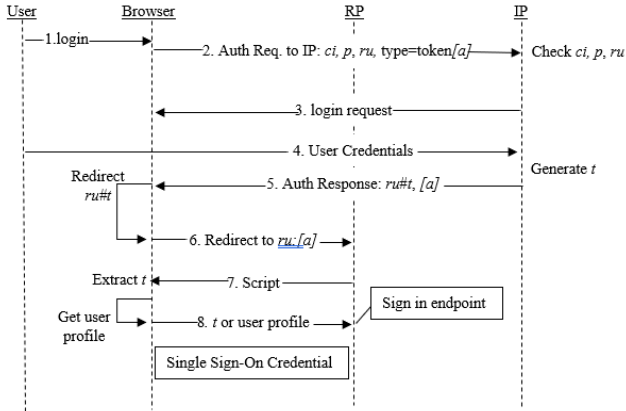 User Browser RP IP
1.login
2. Auth Req. to IP: ci, p, ru, type=token[a]
Check ci, p, ru
3. login request
4. User Credentials
Generate t
Redirect
ru#t
5. Auth Response: ru#t, [a]
6. Redirect to ru:[a]
Extract t
7. Script
Sign in endpoint
Get user
profile
8. t or user profile
Single Sign-On Credential